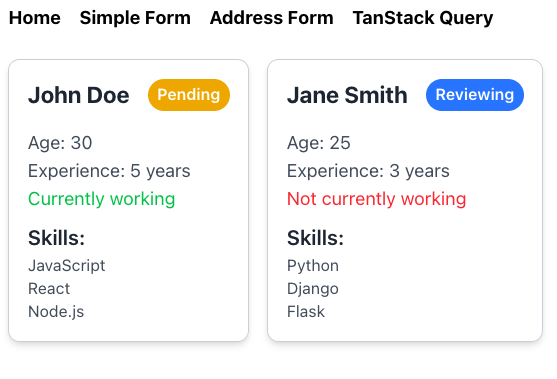 Home Simple Form Address Form TanStack Query
John Doe Pending
Age: 30
Experience: 5 years
Currently working
Skills:
JavaScript
React
Node.js
Jane Smith Reviewing
Age: 25
Experience: 3 years
Not currently working
Skills:
Python
Django
Flask